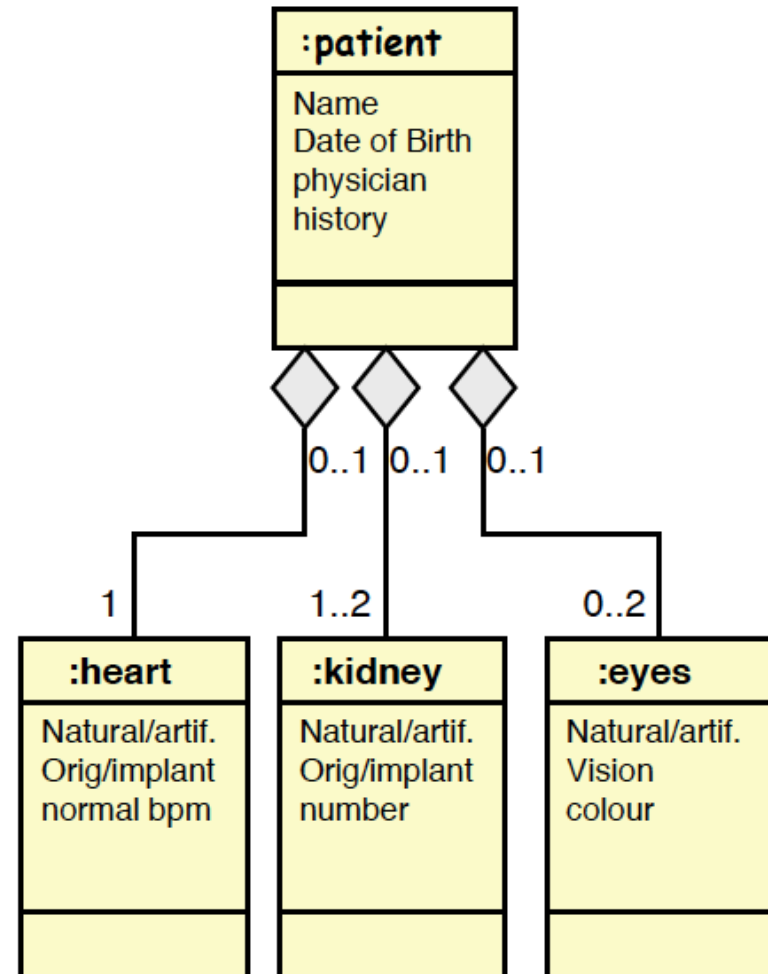 :patient
Name
Date of Birth
physician
history
0..1 0..1 0..1
1 1..2 0..2
:heart
Natural/artif.
Orig/implant
normal bpm
:kidney
Natural/artif.
Orig/implant
number
:eyes
Natural/artif.
Vision
colour